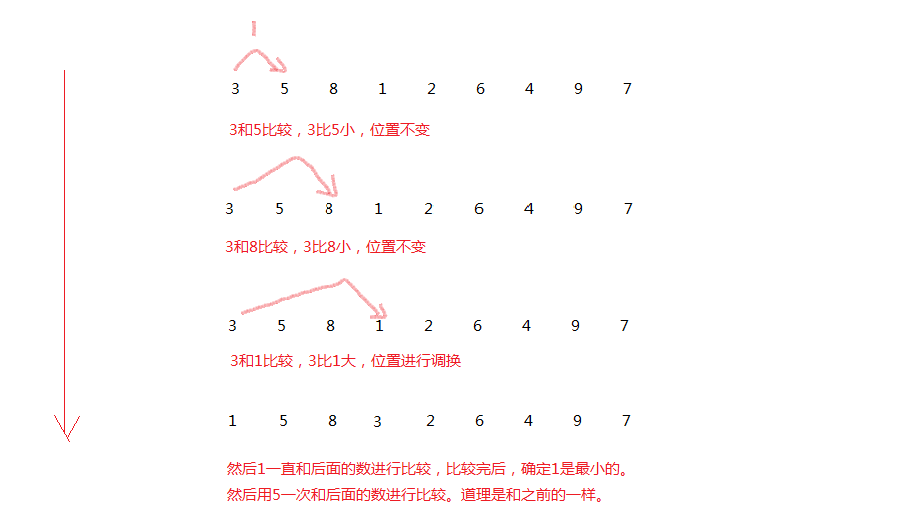 1
3 5 8 1 2 6 4 9 7
3和5比较，3比5小，位置不变
3 5 8 1 2 6 4 9 7
3和8比较，3比8小，位置不变
3 5 8 1 2 6 4 9 7
3和1比较，3比1大，位置进行调换
1 5 8 3 2 6 4 9 7
然后1一直和后面的数进行比较，比较完后，确定1是最小的。
然后用5一次和后面的数进行比较。道理是和之前的一样。